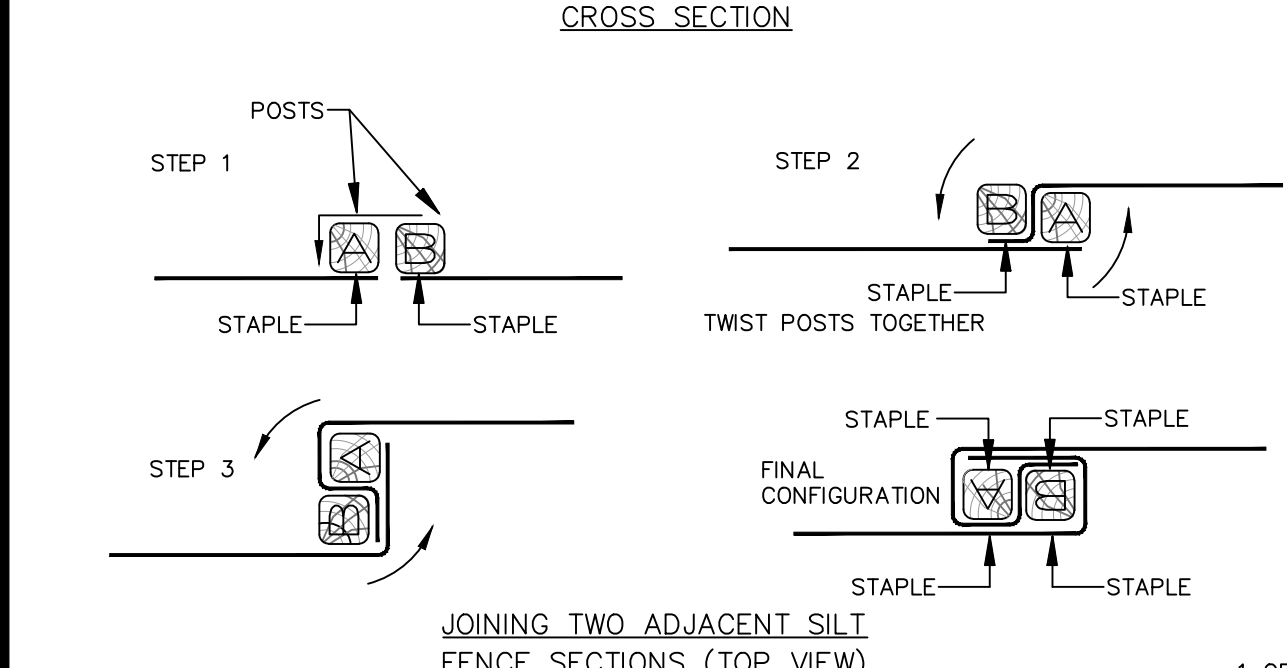 CROSS SECTION
POSTS
STEP 1
A
B
STAPLE
STAPLE
STEP 2
B
A
STAPLE
STAPLE
TWIST POSTS TOGETHER
STEP 3
A
B
STAPLE
STAPLE
FINAL
CONFIGURATION
A
B
STAPLE
STAPLE
JOINING TWO ADJACENT SILT
FENCE SECTIONS (TOP VIEW)